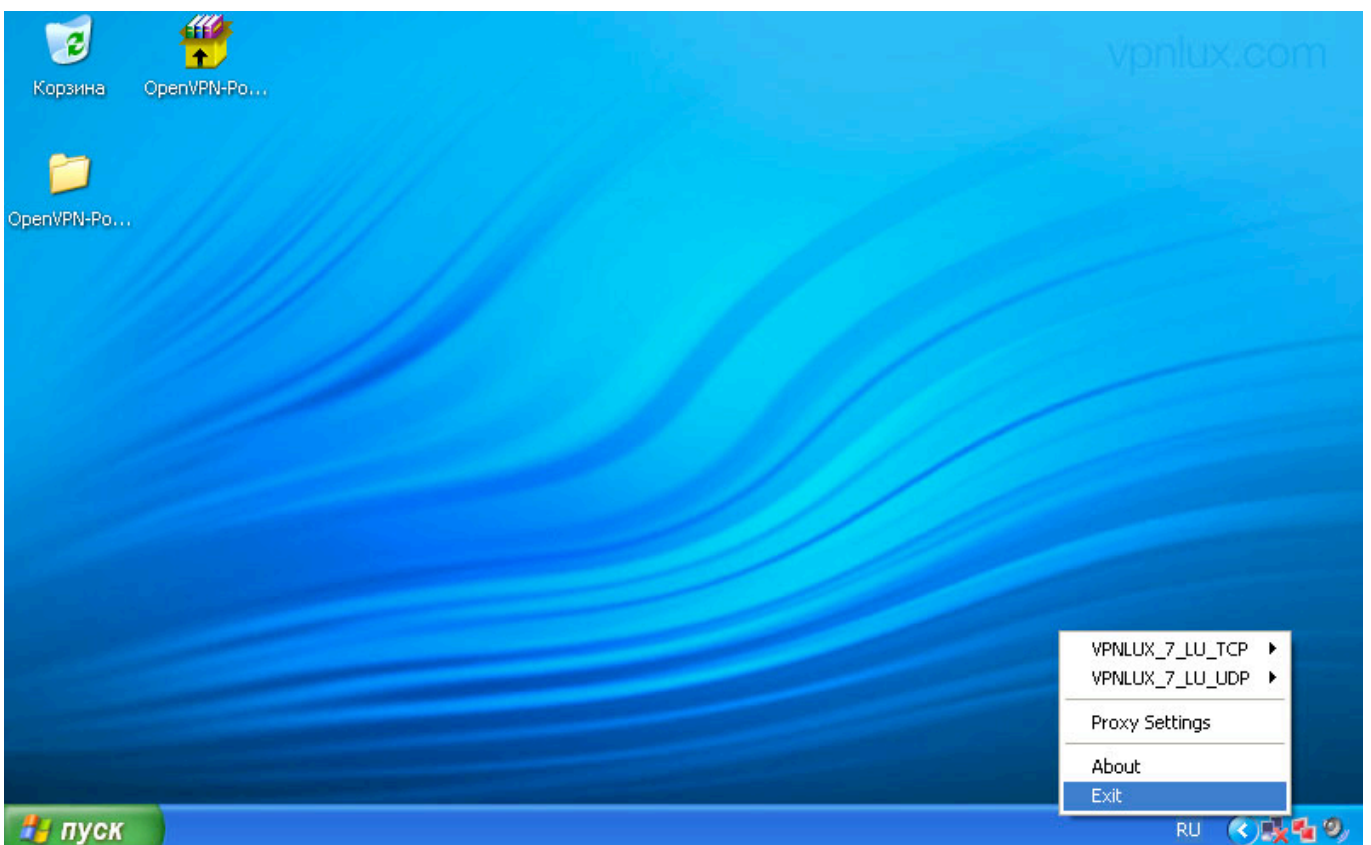 vpnlux.com
Корзина
OpenVPN-Po...
OpenVPN-Po...
VPNLUX_7_LU_TCP
VPNLUX_7_LU_UDP
Proxy Settings
About
Exit
пуск
RU